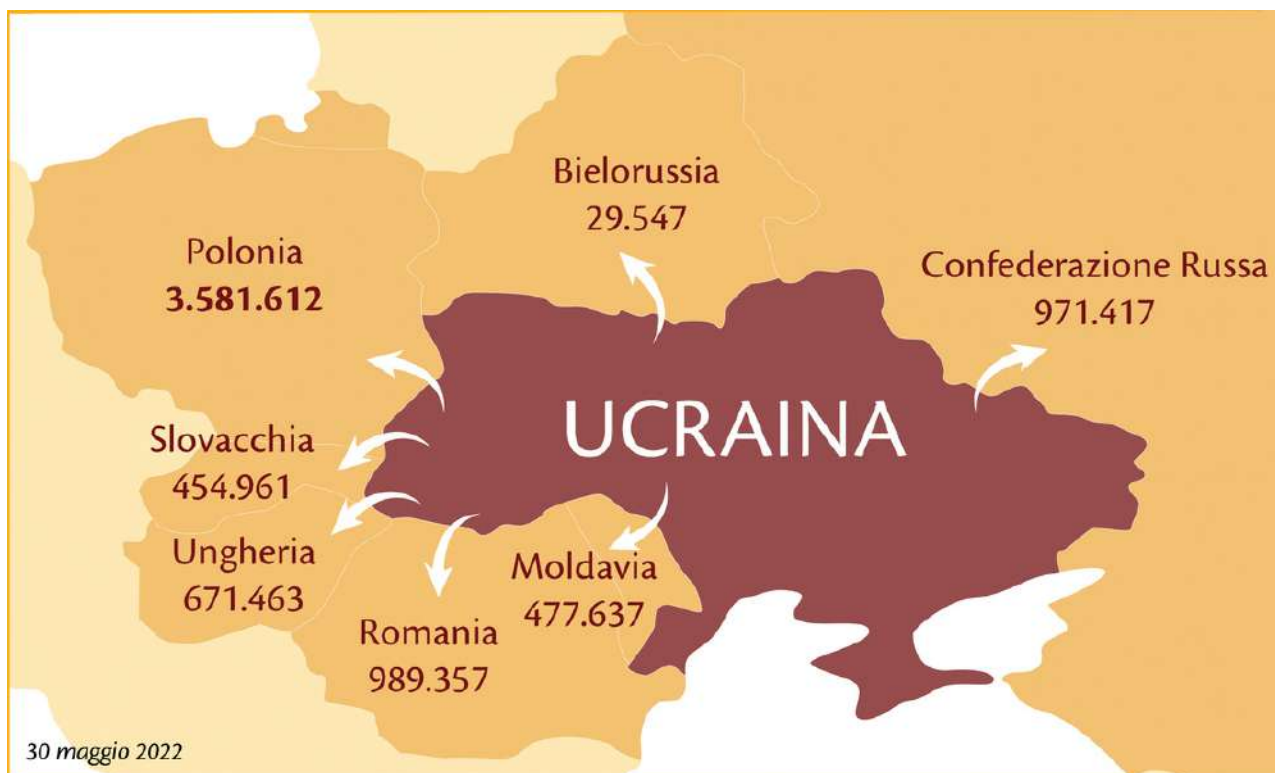 Bielorussia
29.547
Polonia
3.581.612
Confederazione Russa
971.417
UCRAINA
Slovacchia
454.961
Ungheria
671.463
Moldavia
477.637
Romania
989.357
30 maggio 2022